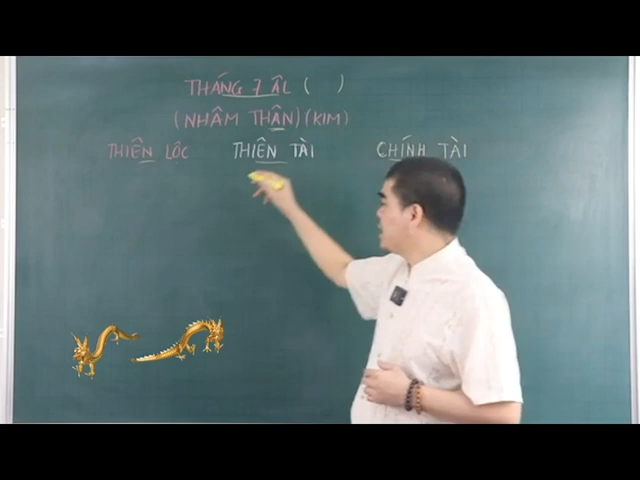 THÁNG 7 ÂL ( )
(NHÂM THÂN) (KIM)
THIÊN LỘC THIÊN TÀI CHÍNH TÀI